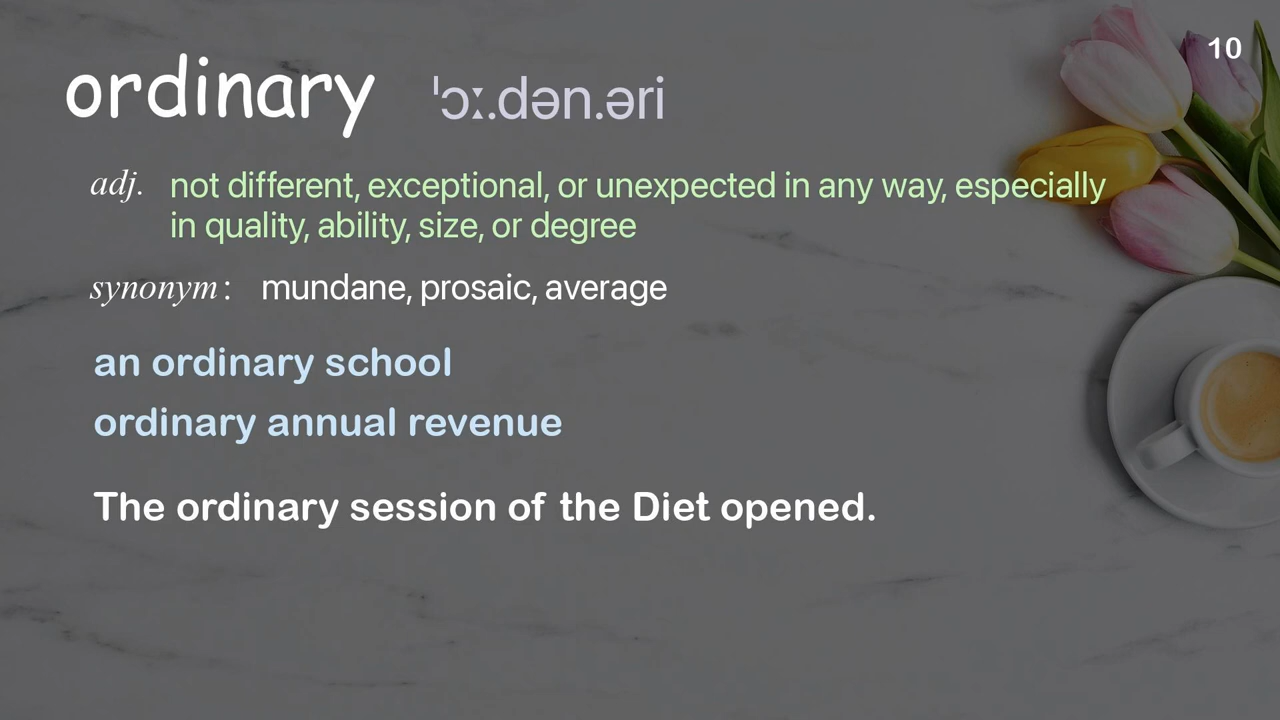 10
ordinary ˈɔː.dən.əri
adj. not different, exceptional, or unexpected in any way, especially
in quality, ability, size, or degree
synonym: mundane, prosaic, average
an ordinary school
ordinary annual revenue
The ordinary session of the Diet opened.